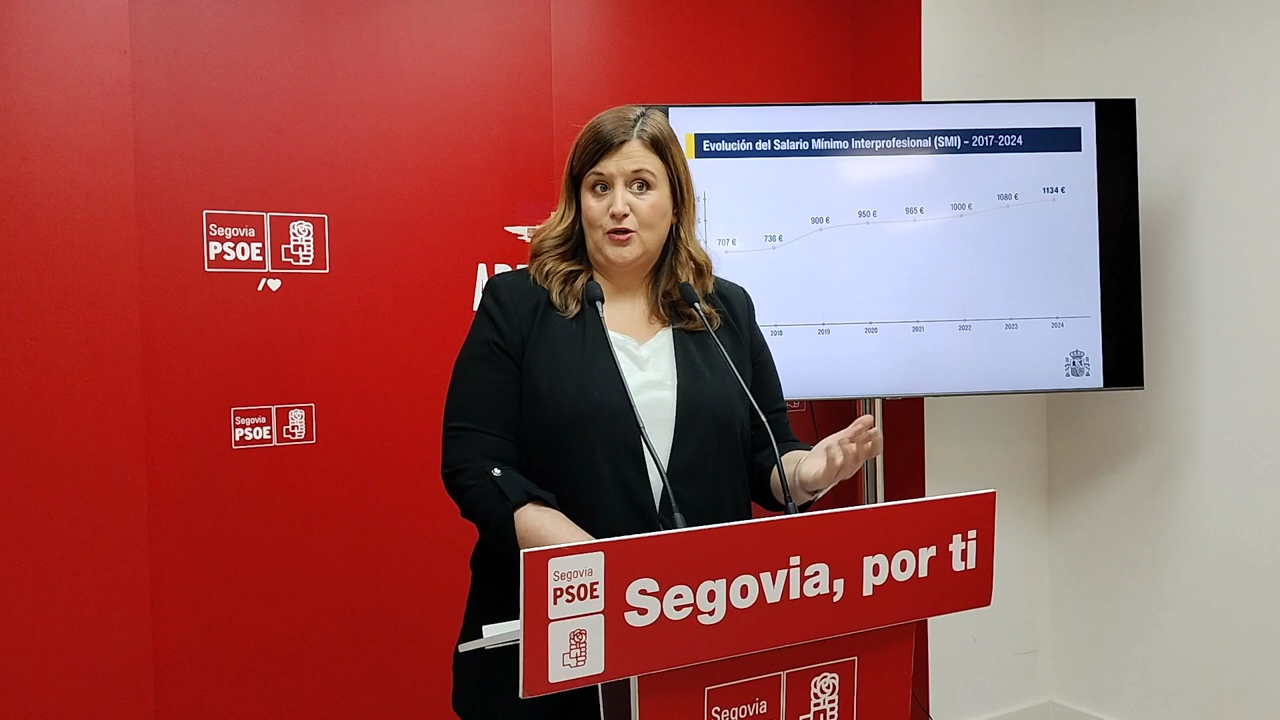 Evolución del Salario Mínimo Interprofesional (SMI) – 2017-2024
707 €
736 €
900 €
950 €
965 €
1000 €
1080 €
1134 €
2018
2019
2020
2021
2022
2023
2024
Segovia
PSOE
Segovia
PSOE
Segovia
PSOE
Segovia, por ti
Segovia